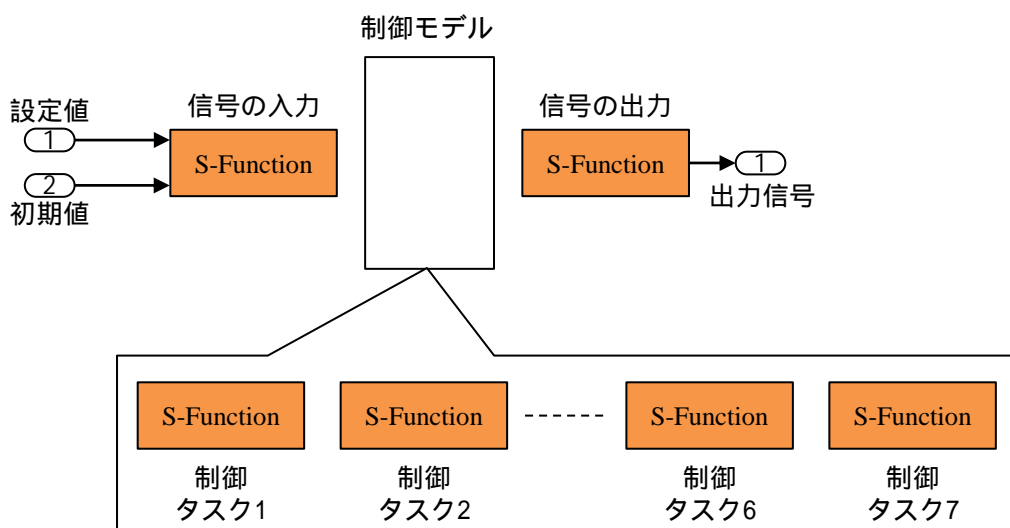 制御モデル
設定値
信号の入力
信号の出力
1
S-Function
S-Function
1
2
初期値
出力信号
S-Function
S-Function
S-Function
S-Function
制御
タスク1
制御
タスク2
制御
タスク6
制御
タスク7